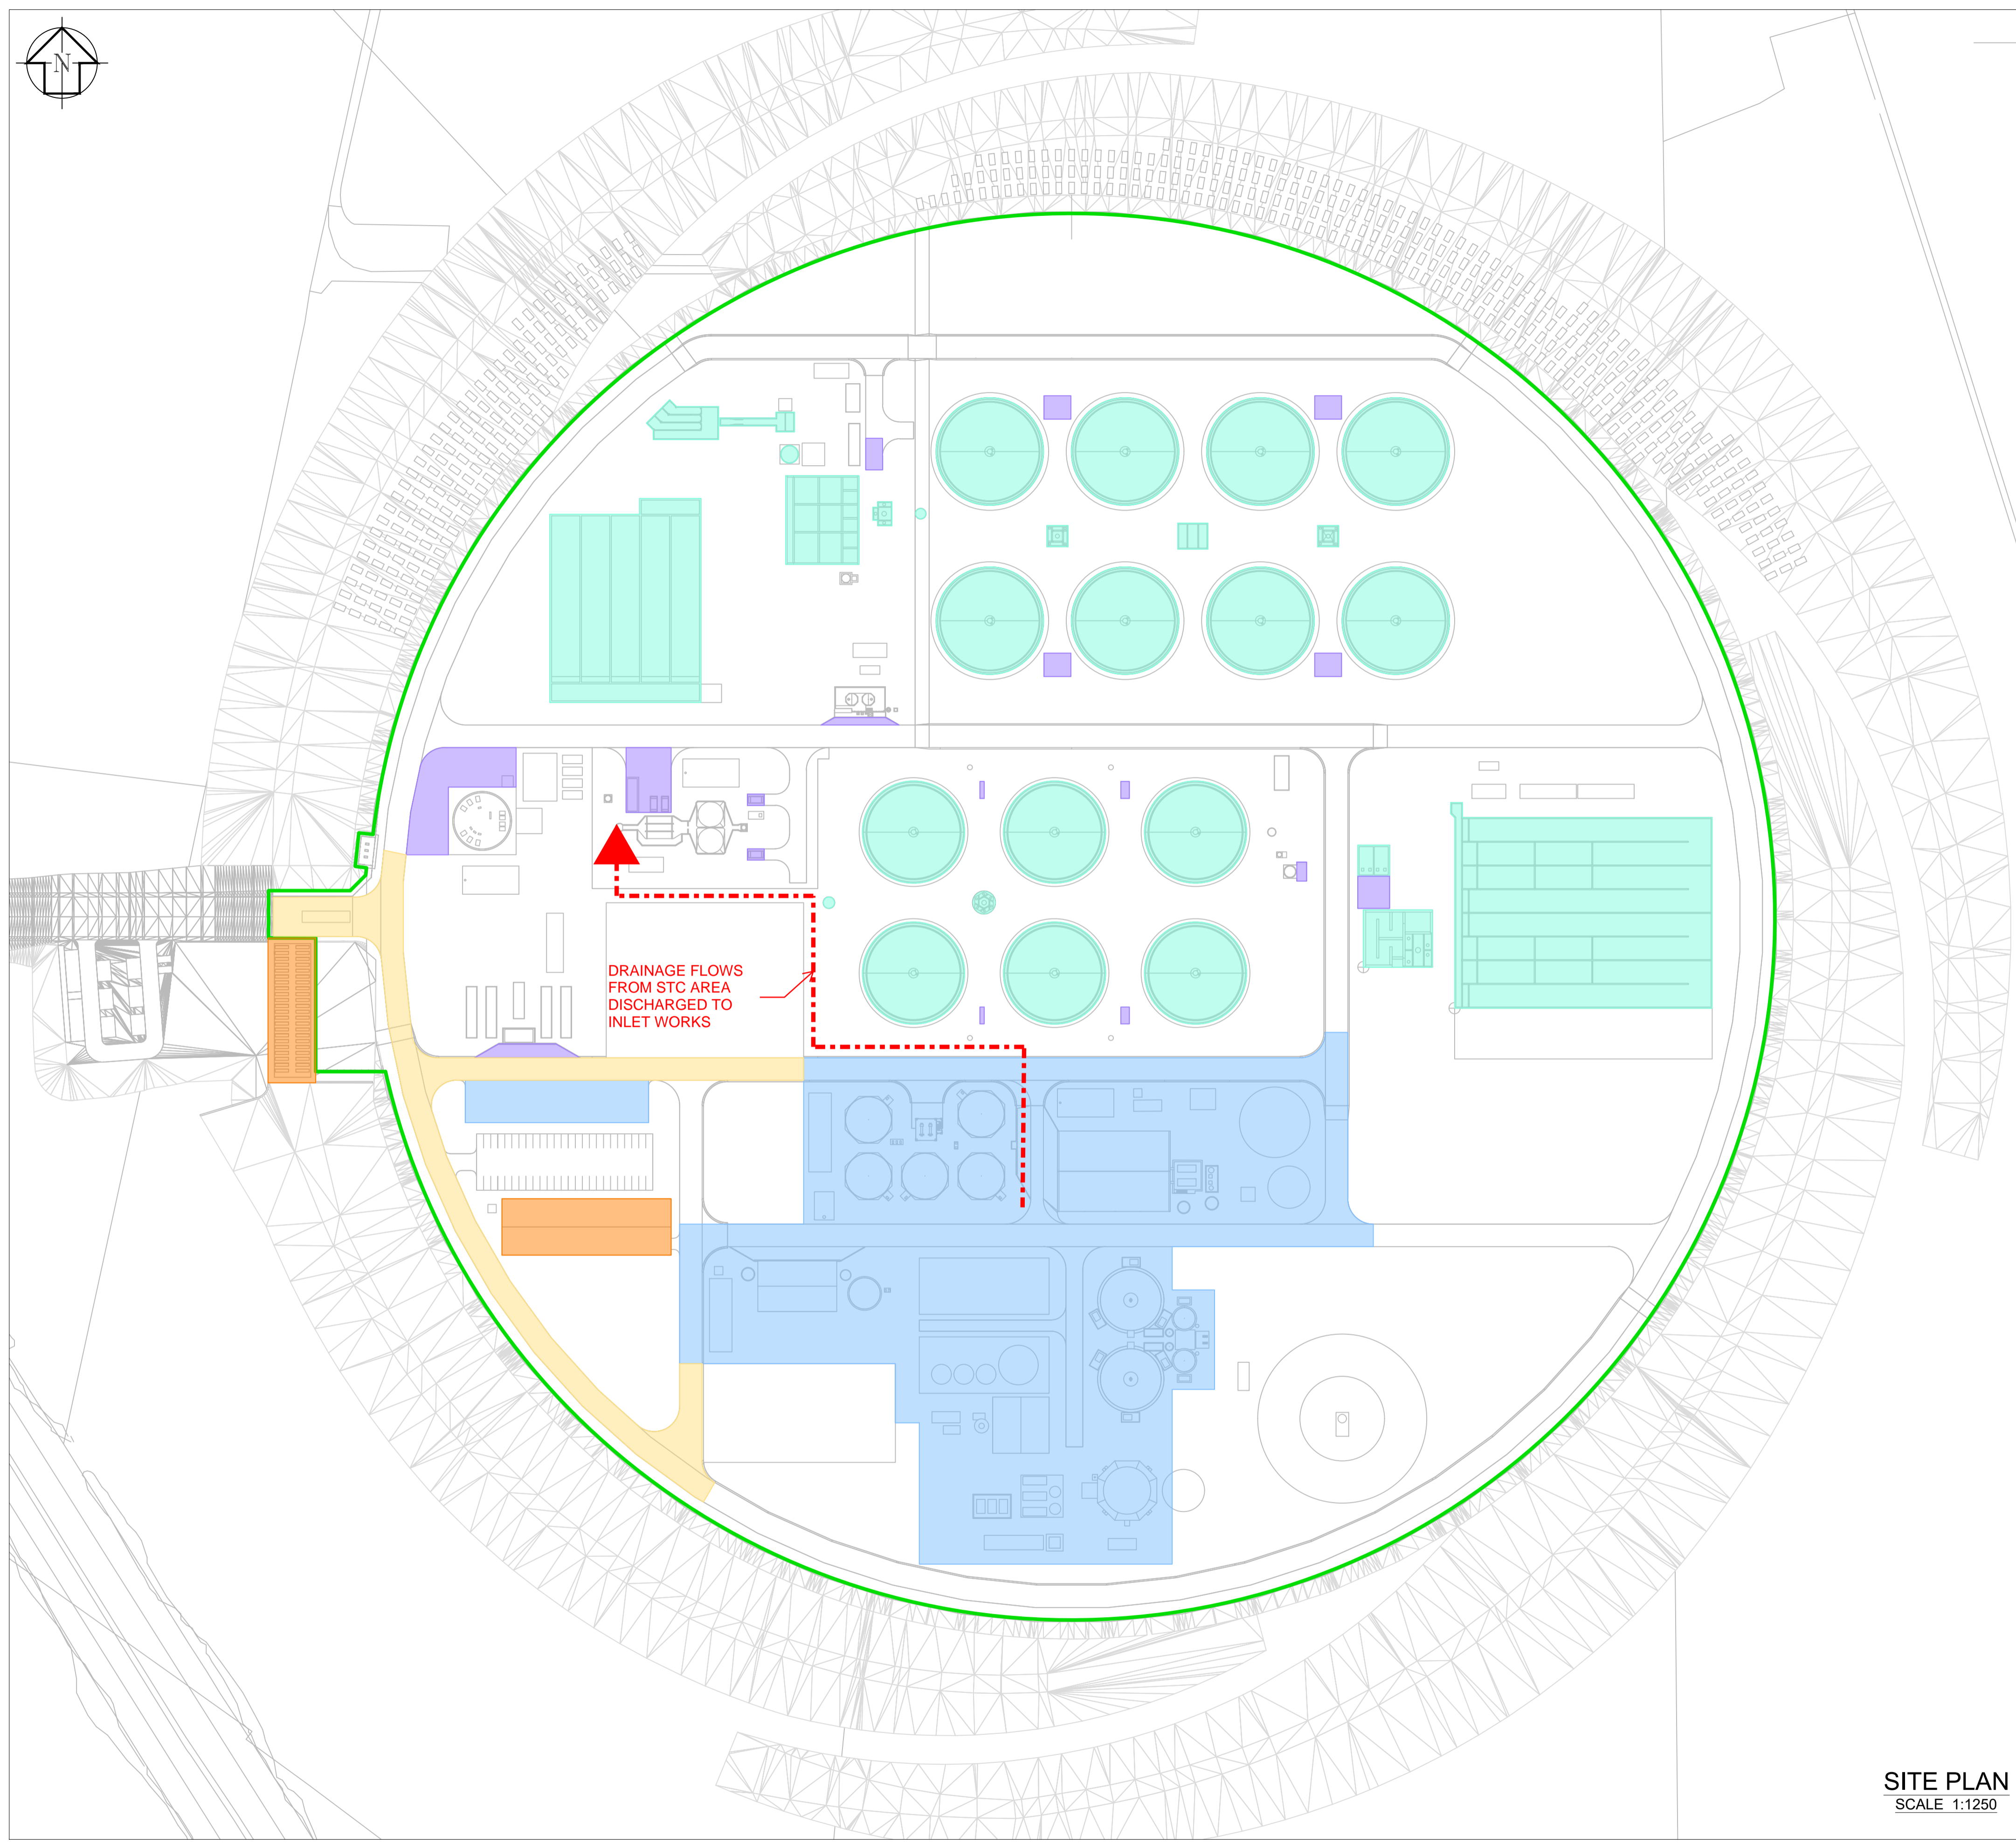 N
DRAINAGE FLOWS
FROM STC AREA
DISCHARGED TO
INLET WORKS
SITE PLAN
SCALE 1:1250